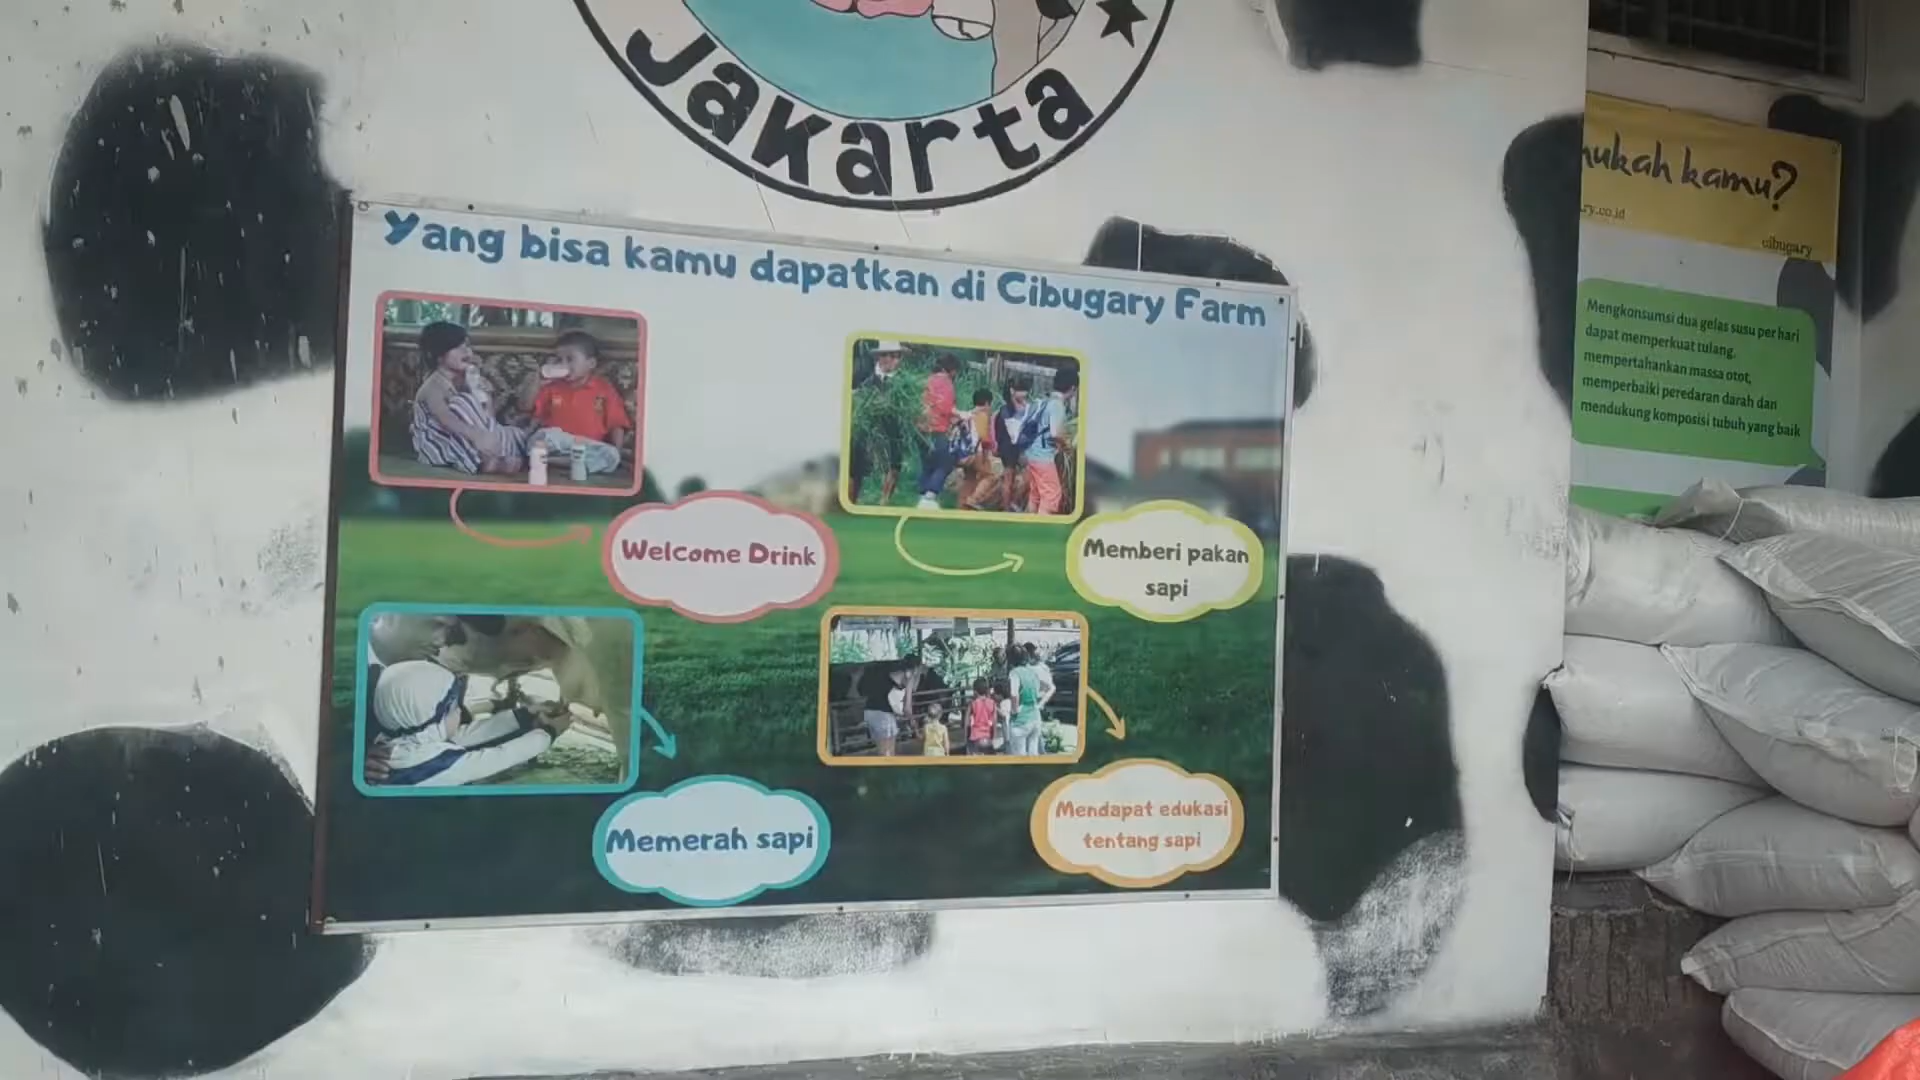 Jakarta
Yang bisa kamu dapatkan di Cibugary Farm
Welcome Drink
Memberi pakan
sapi
Memerah sapi
Mendapat edukasi
tentang sapi
kamu?
cibugary
Mengkonsumsi dua gelas susu per hari
dapat memperkuat tulang,
mempertahankan massa otot,
memperbaiki peredaran darah dan
mendukung komposisi tubuh yang baik